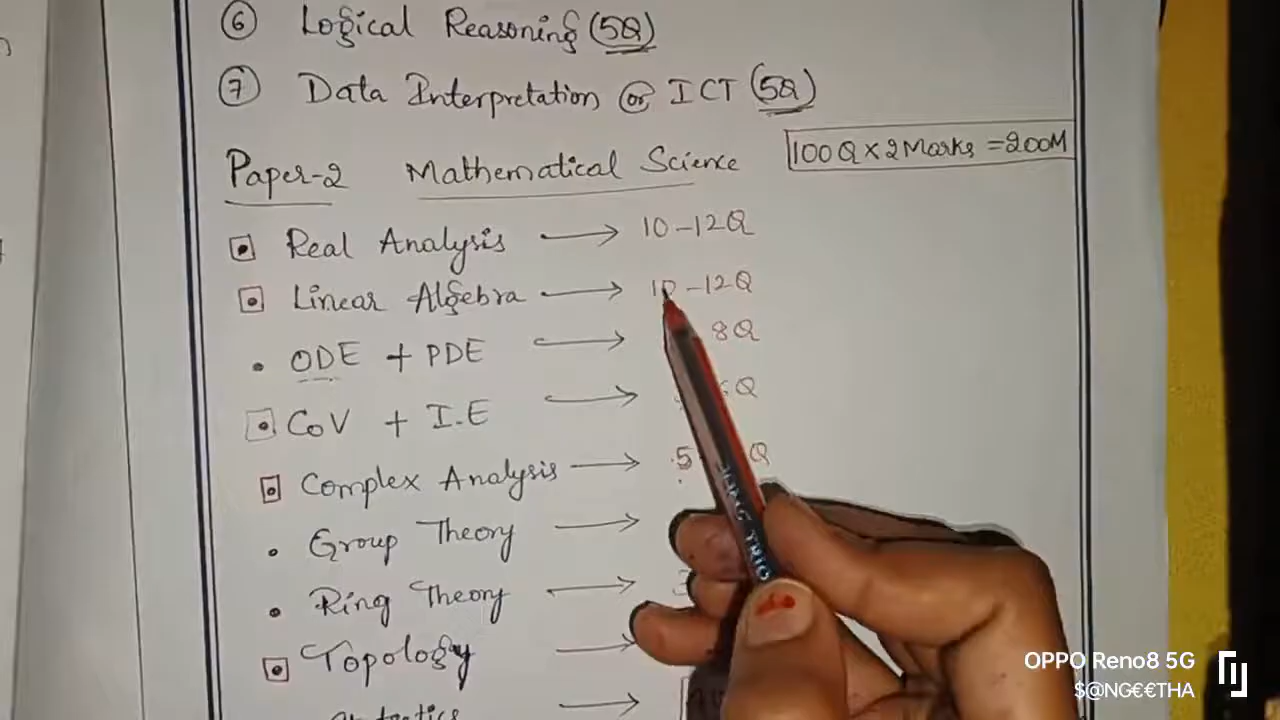 ⑥ Logical Reasoning (5Q)
⑦ Data Interpretation or ICT (5Q)
Paper-2 Mathematical Science
100Q × 2 Marks = 200M
Real Analysis → 10-12Q
Linear Algebra → 10-12Q
• ODE + PDE → 8Q
CoV + I.E → Q
Complex Analysis → 5 Q
• Group Theory →
• Ring Theory → 3
Topology →
→
OPPO Reno8 5G
$@NG€€THA